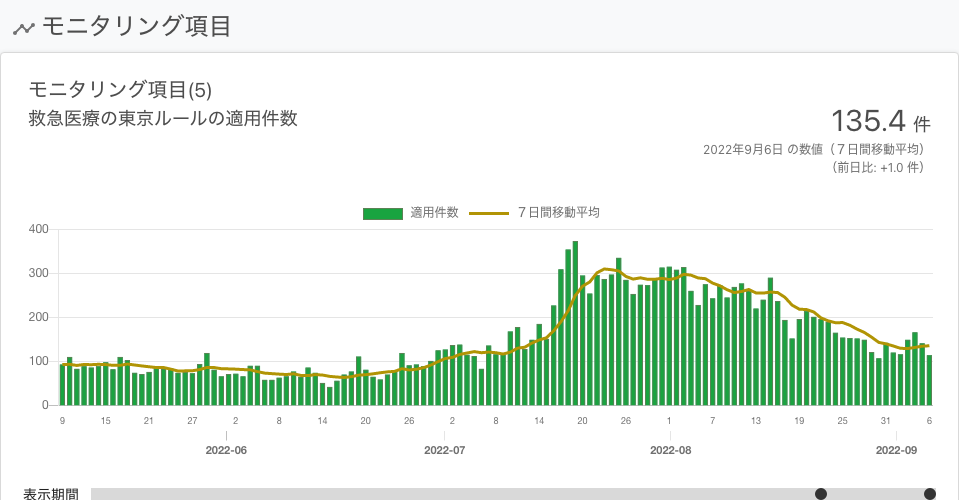 モニタリング項目
モニタリング項目(5)
救急医療の東京ルールの適用件数
135.4 件
2022年9月6日 の数値（７日間移動平均）
（前日比: +1.0 件）
適用件数 ７日間移動平均
400
300
200
100
0
9 15 21 27 2 8 14 20 26 2 8 14 20 26 1 7 13 19 25 31 6
2022-06 2022-07 2022-08 2022-09
表示期間